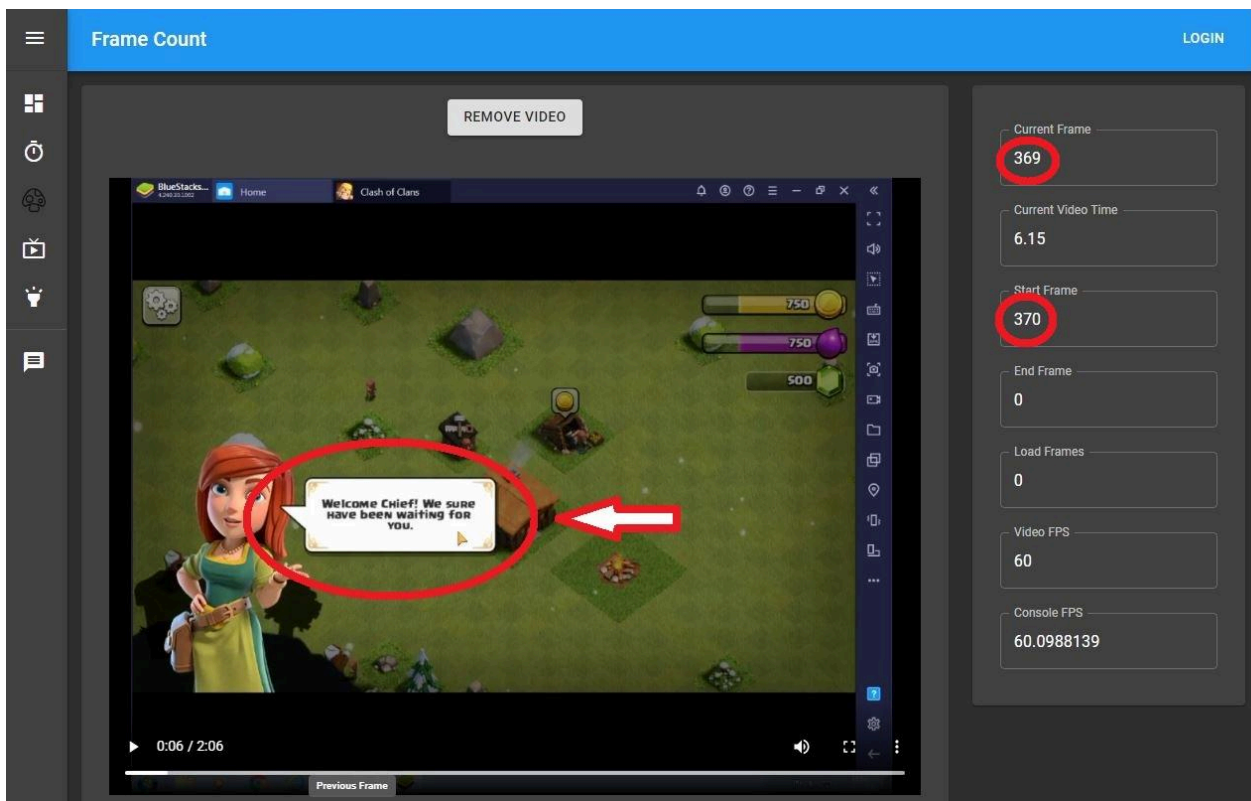 Frame Count
LOGIN
REMOVE VIDEO
BlueStacks...
Home
Clash of Clans
750
750
500
Welcome Chief! We sure
have been waiting for
you.
0:06 / 2:06
Previous Frame
Current Frame
369
Current Video Time
6.15
Start Frame
370
End Frame
0
Load Frames
0
Video FPS
60
Console FPS
60.0988139